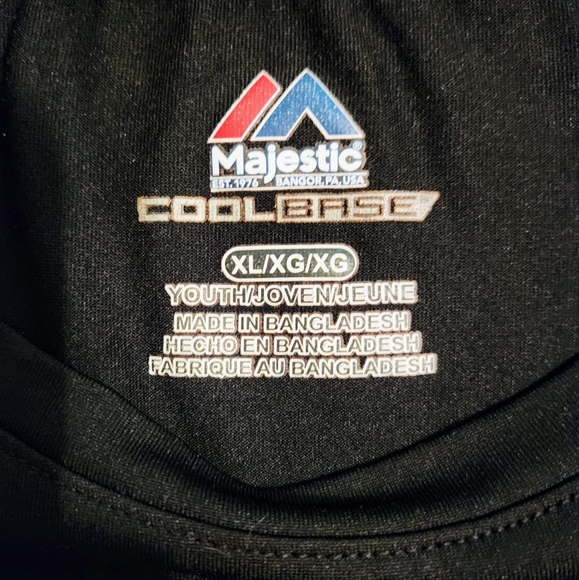 Majestic®
EST. 1976 BANGOR, PA, USA
COOLBASE
XL/XG/XG
YOUTH/JOVEN/JEUNE
MADE IN BANGLADESH
HECHO EN BANGLADESH
FABRIQUE AU BANGLADESH